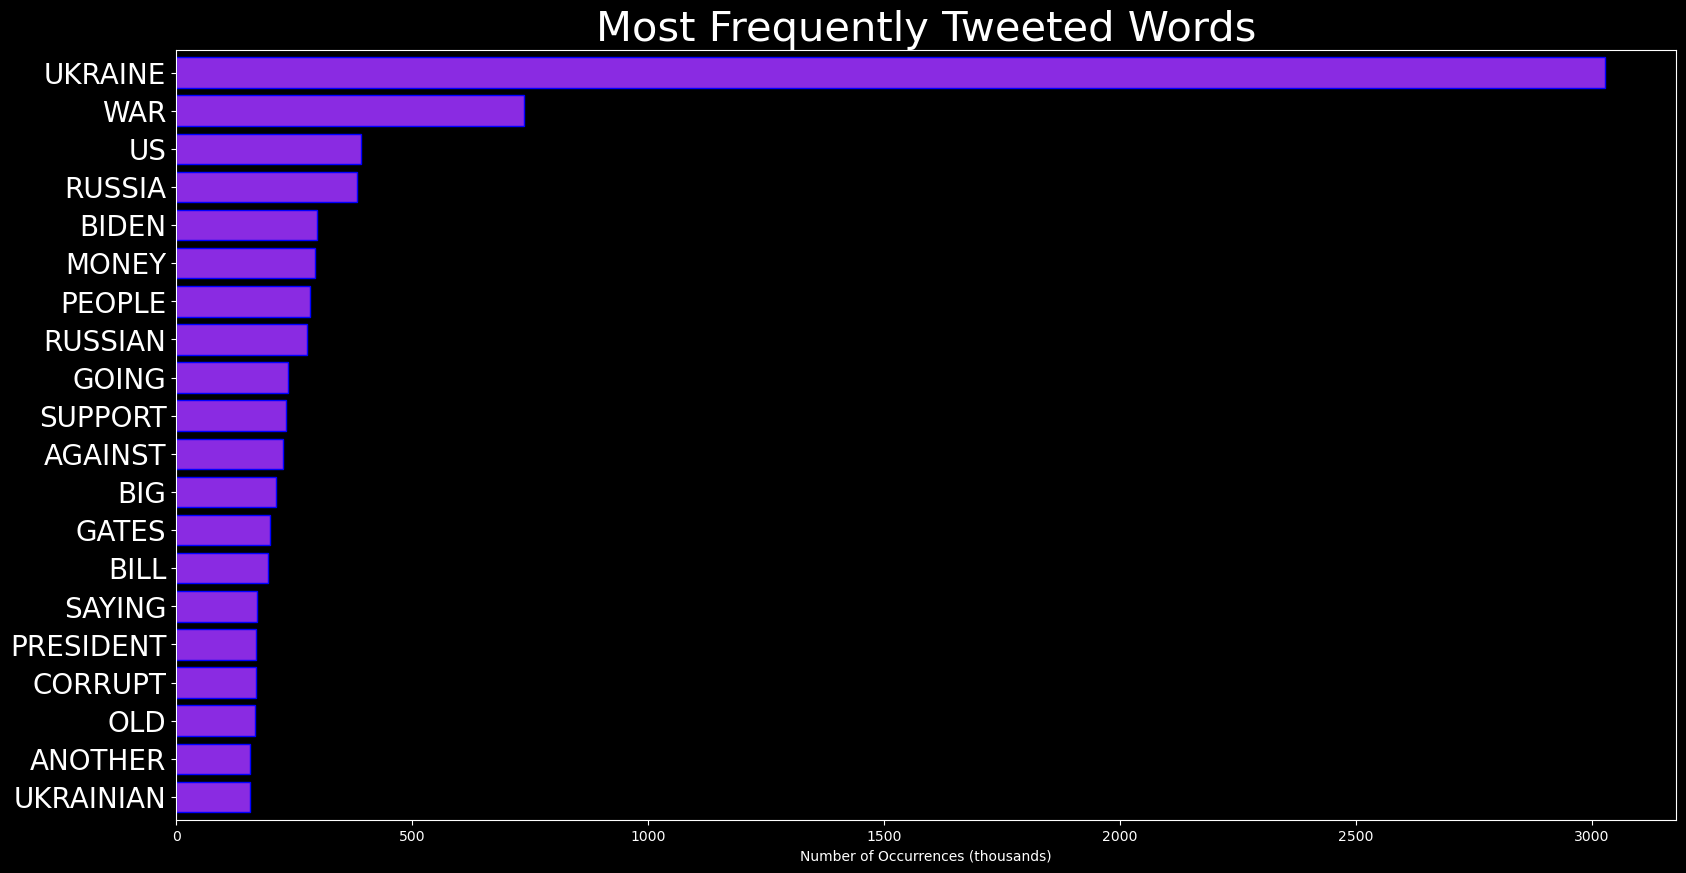 Most Frequently Tweeted Words
UKRAINE
WAR
US
RUSSIA
BIDEN
MONEY
PEOPLE
RUSSIAN
GOING
SUPPORT
AGAINST
BIG
GATES
BILL
SAYING
PRESIDENT
CORRUPT
OLD
ANOTHER
UKRAINIAN
0 500 1000 1500 2000 2500 3000
Number of Occurrences (thousands)